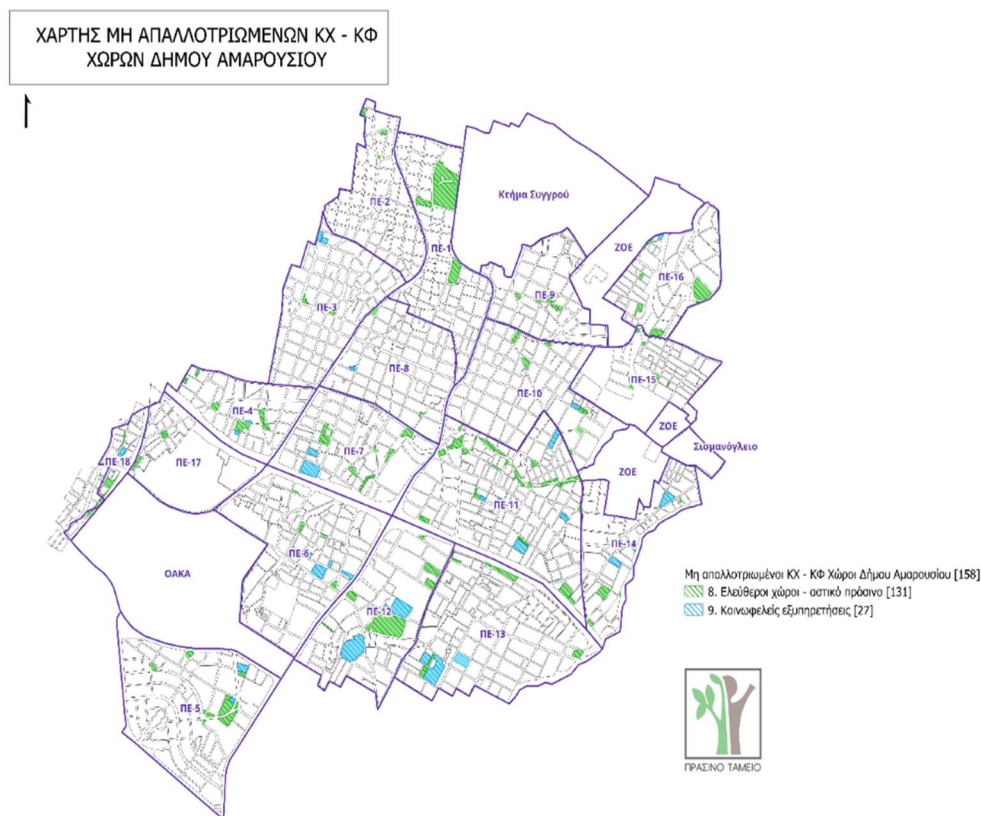 ΧΑΡΤΗΣ ΜΗ ΑΠΑΛΛΟΤΡΙΩΜΕΝΩΝ ΚΧ - ΚΦ
ΧΩΡΩΝ ΔΗΜΟΥ ΑΜΑΡΟΥΣΙΟΥ
Κτήμα Συγγρού
ΠΕ-2
ΠΕ-1
ΖΟΕ
ΠΕ-16
ΠΕ-9
ΠΕ-3
ΠΕ-8
ΠΕ-15
ΠΕ-10
ΠΕ-4
ΖΟΕ
Σισμανόγλειο
ΠΕ-7
ΠΕ-18
ΠΕ-17
ΖΟΕ
ΠΕ-11
ΠΕ-14
ΠΕ-6
ΟΑΚΑ
ΠΕ-12
ΠΕ-13
ΠΕ-5
Μη απαλλοτριωμένοι ΚΧ - ΚΦ Χώροι Δήμου Αμαρουσίου [158]
8. Ελεύθεροι χώροι - αστικό πράσινο [131]
9. Κοινωφελείς εξυπηρετήσεις [27]
ΠΡΑΣΙΝΟ ΤΑΜΕΙΟ